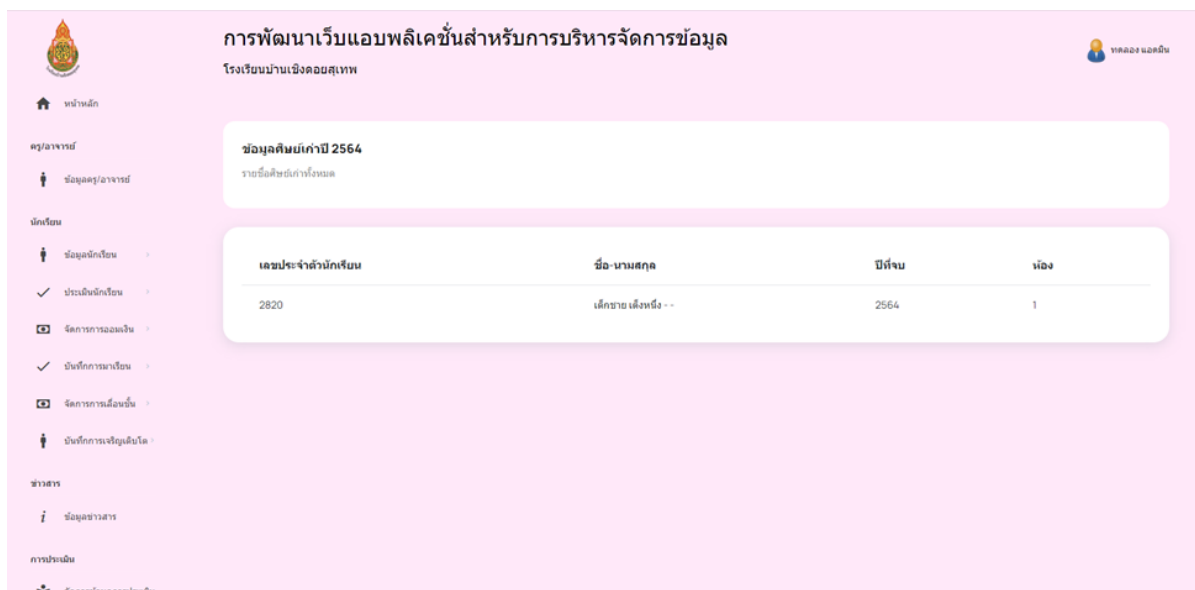 การพัฒนาเว็บแอบพลิเคชั่นสำหรับการบริหารจัดการข้อมูล
โรงเรียนบ้านเชิงดอยสุเทพ
ทดลอง แอดมิน
หน้าหลัก
ครู/อาจารย์
ข้อมูลครู/อาจารย์
นักเรียน
ข้อมูลนักเรียน
ประเมินนักเรียน
จัดการการออมเงิน
บันทึกการมาเรียน
จัดการการเลื่อนชั้น
บันทึกการเจริญเติบโต
ข่าวสาร
ข้อมูลข่าวสาร
การประเมิน
ข้อมูลศิษย์เก่าปี 2564
รายชื่อศิษย์เก่าทั้งหมด
เลขประจำตัวนักเรียน ชื่อ-นามสกุล ปีที่จบ ห้อง
2820 เด็กชาย เด็งหนึ่ง - - 2564 1